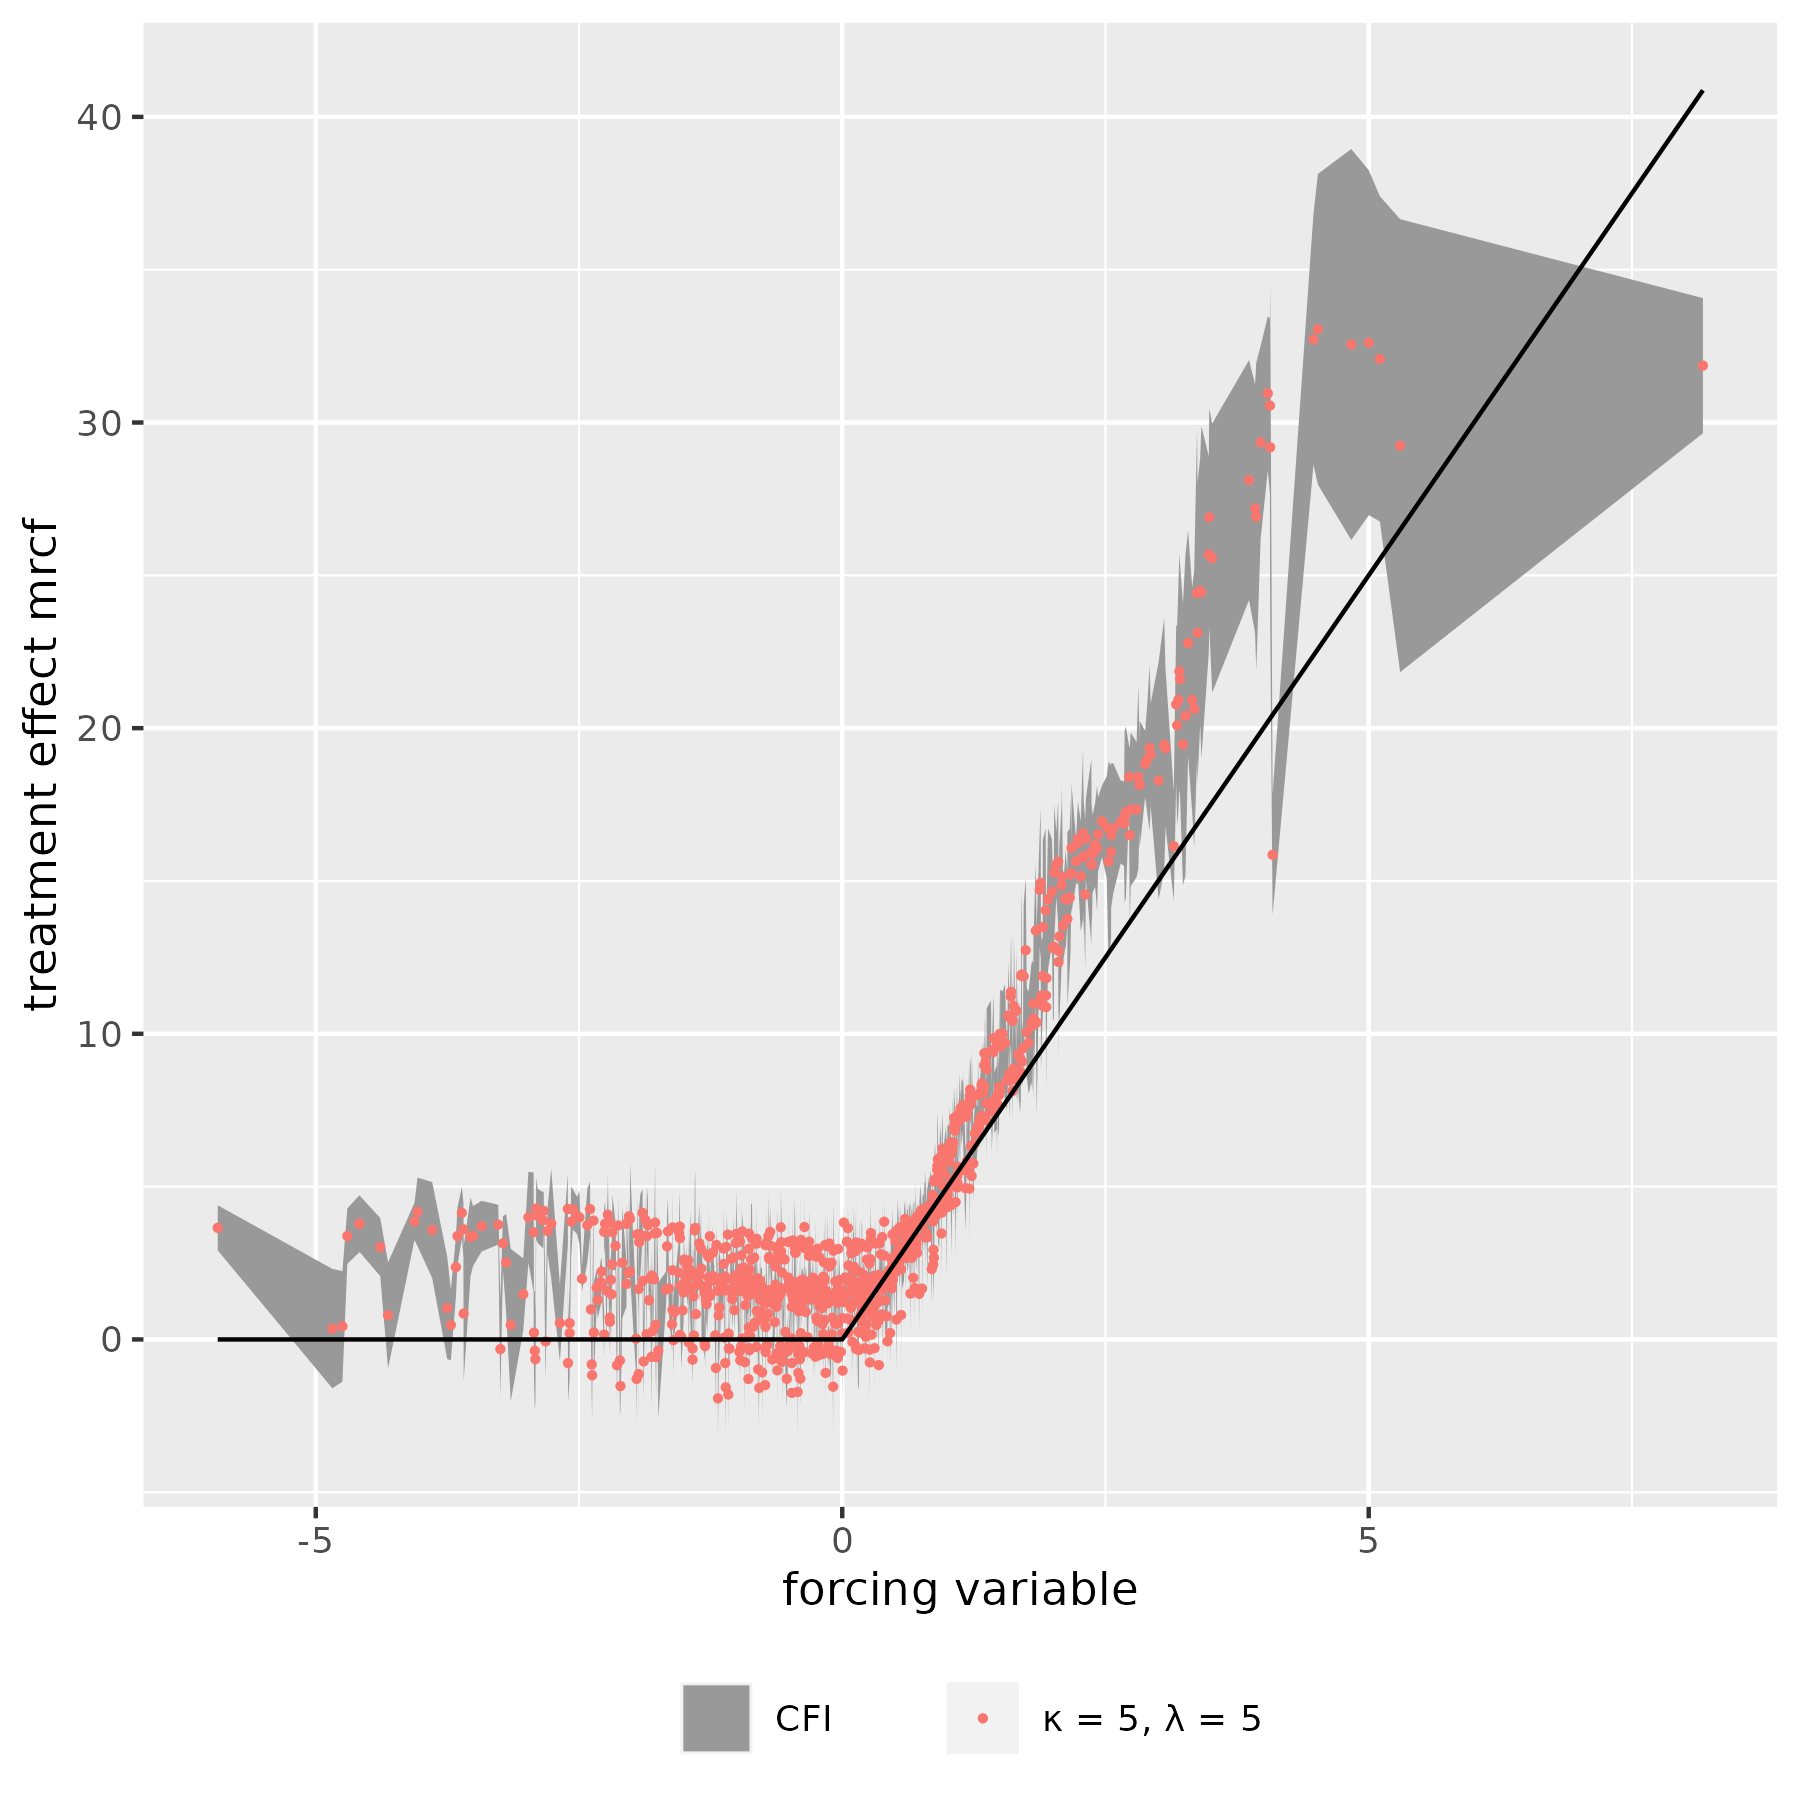 treatment effect mrcf
40
30
20
10
0
-5 0 5
forcing variable
CFI κ = 5, λ = 5